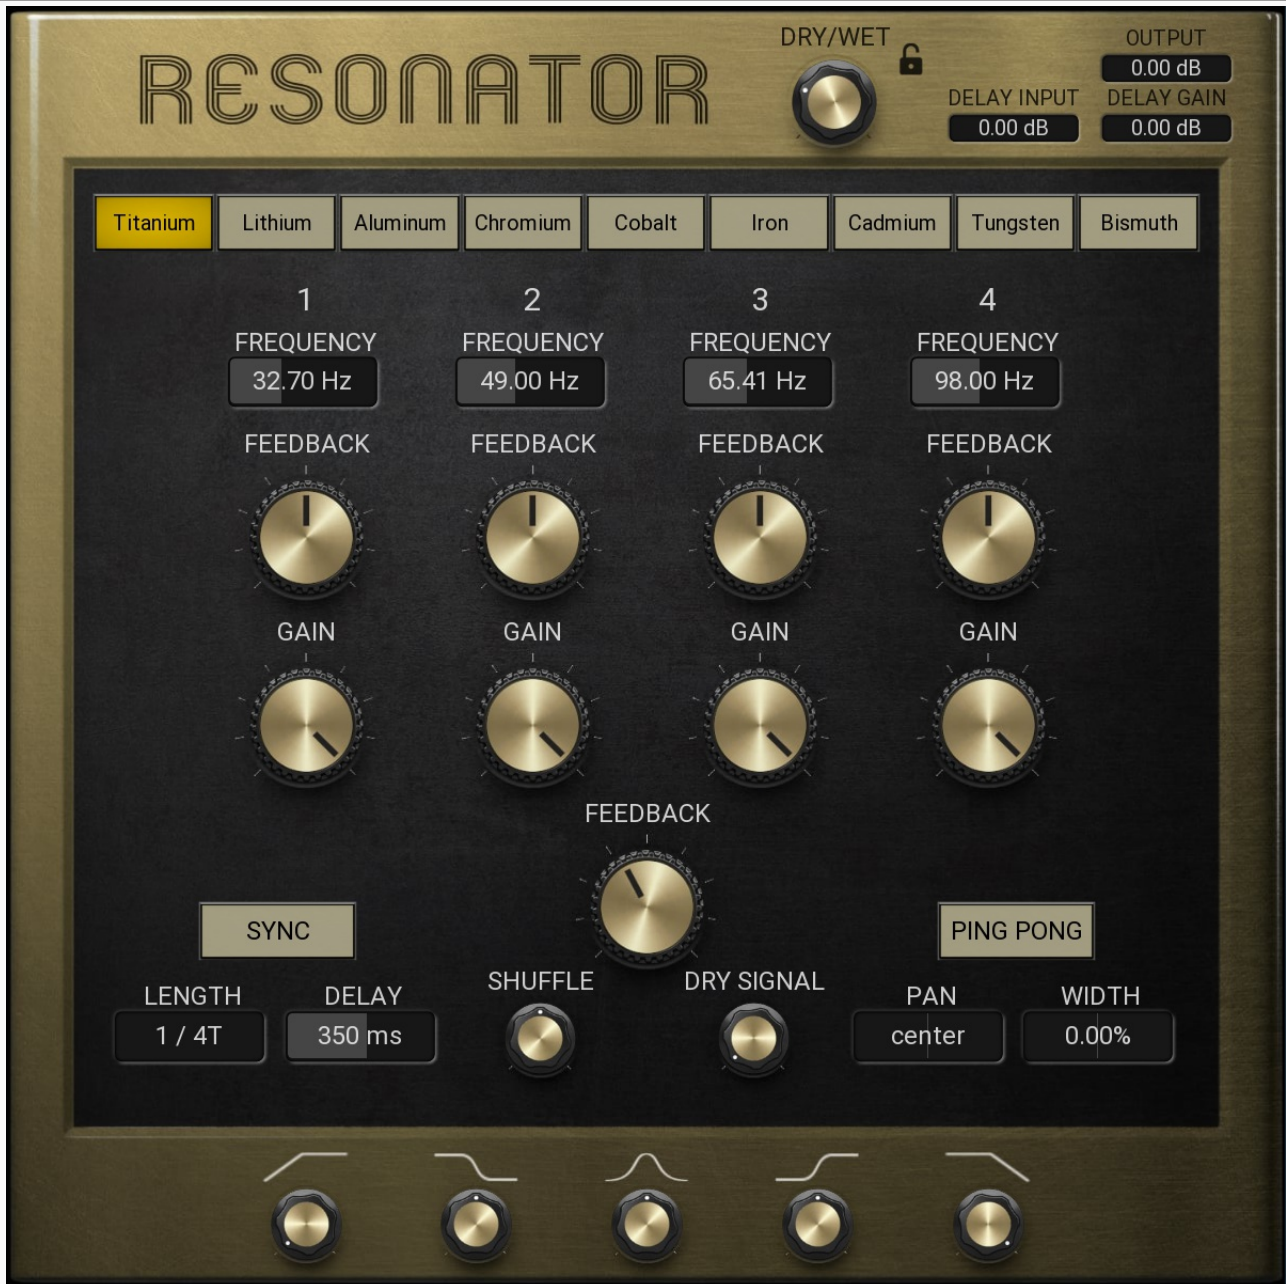 RESONATOR
DRY/WET
OUTPUT
0.00 dB
DELAY INPUT
0.00 dB
DELAY GAIN
0.00 dB
Titanium Lithium Aluminum Chromium Cobalt Iron Cadmium Tungsten Bismuth
1 2 3 4
FREQUENCY FREQUENCY FREQUENCY FREQUENCY
32.70 Hz 49.00 Hz 65.41 Hz 98.00 Hz
FEEDBACK FEEDBACK FEEDBACK FEEDBACK
GAIN GAIN GAIN GAIN
FEEDBACK
SYNC
PING PONG
SHUFFLE DRY SIGNAL
LENGTH DELAY PAN WIDTH
1 / 4T 350 ms center 0.00%